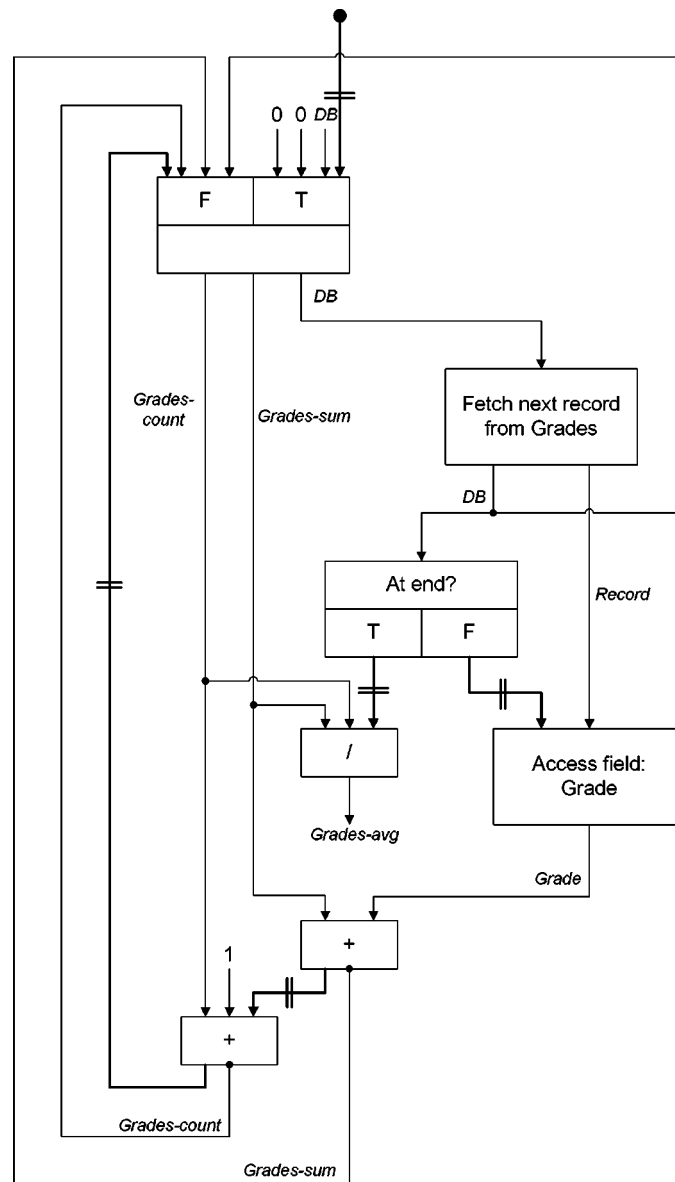 0 0 DB
F T
DB
Grades-
count
Grades-sum
Fetch next record
from Grades
DB
At end?
T F
Record
/
Access field:
Grade
Grades-avg
Grade
+
1
+
Grades-count
Grades-sum